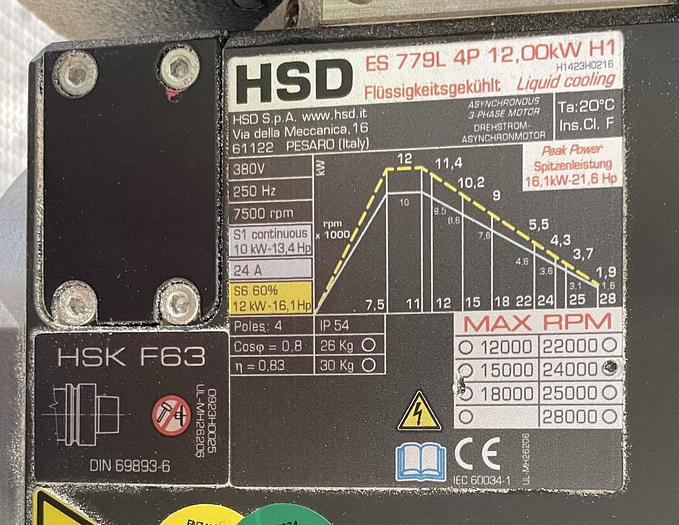 HSD
ES 779L 4P 12,00kW H1
H1423H0216
Flüssigkeitsgekühlt Liquid cooling
HSD S.p.A. www.hsd.it
Via della Meccanica,16
61122 PESARO (Italy)
ASYNCHRONOUS
3-PHASE MOTOR
DREHSTROM-
ASYNCHRONMOTOR
Ta:20°C
Ins.Cl. F
380V
250 Hz
7500 rpm
S1 continuous
10 kW-13,4 Hp
24 A
S6 60%
12 kW-16,1 Hp
kW
rpm
x 1000
Peak Power
Spitzenleistung
16,1kW-21,6 Hp
12 11,4 10,2 9 5,5 4,3 3,7 1,9
10 9.5 8,6 7,6 4,6 3.6 3.1 1,6
7,5 11 12 15 18 22 24 25 28
Poles: 4 IP 54
Cosφ = 0.8 26 Kg
η = 0,83 30 Kg
MAX RPM
12000 22000
15000 24000
18000 25000
28000
HSK F63
0923H0025
UL-MH26206
DIN 69893-6
CE
IEC 60034-1
UL-MH26206